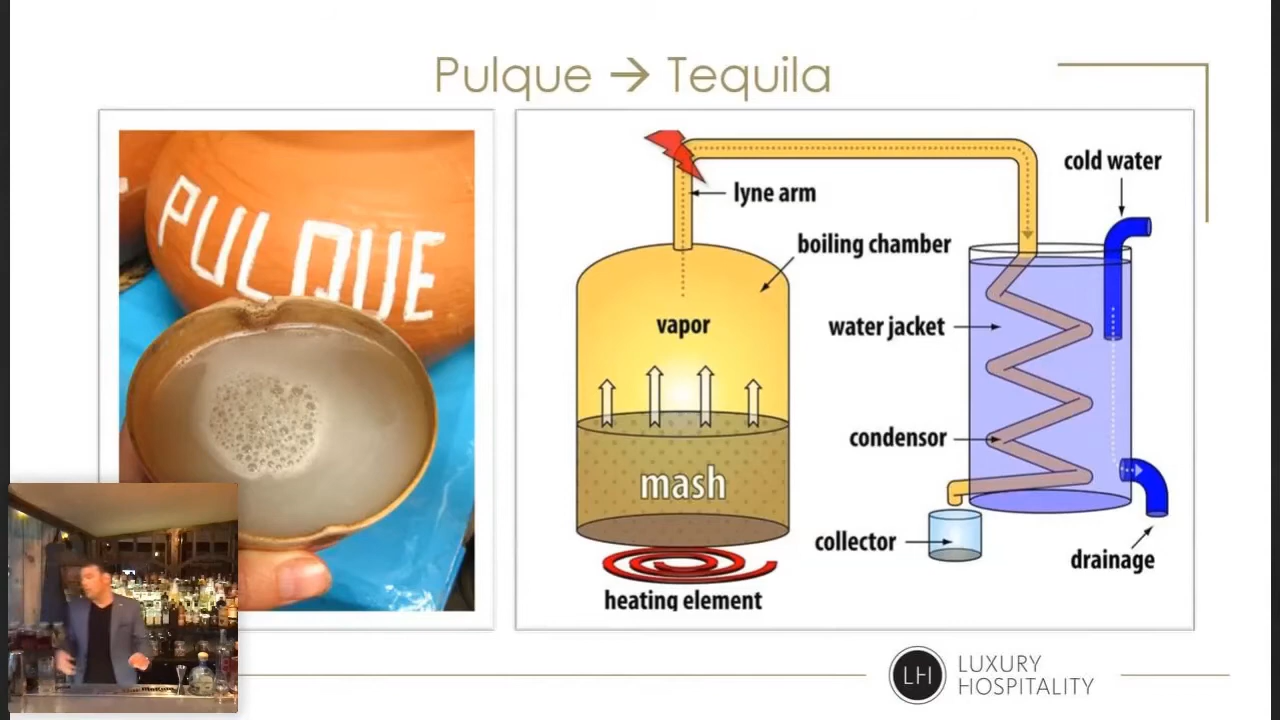 Pulque → Tequila
PULQUE
lyne arm
cold water
boiling chamber
vapor
water jacket
condensor
mash
collector
drainage
heating element
LH
LUXURY
HOSPITALITY